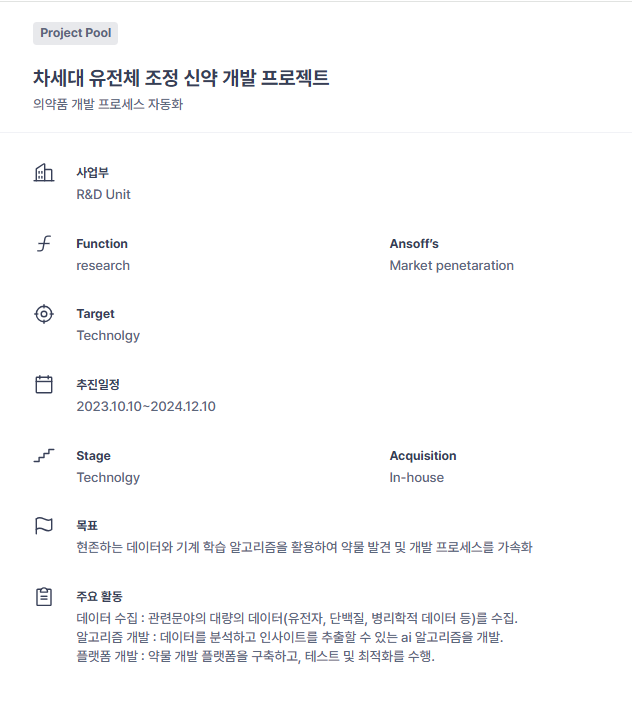 Project Pool
차세대 유전체 조정 신약 개발 프로젝트
의약품 개발 프로세스 자동화
사업부
R&D Unit
Function
research
Ansoff’s
Market penetaration
Target
Technolgy
추진일정
2023.10.10~2024.12.10
Stage
Technolgy
Acquisition
In-house
목표
현존하는 데이터와 기계 학습 알고리즘을 활용하여 약물 발견 및 개발 프로세스를 가속화
주요 활동
데이터 수집 : 관련문야의 대량의 데이터(유전자, 단백질, 병리학적 데이터 등)를 수집.
알고리즘 개발 : 데이터를 분석하고 인사이트를 추출할 수 있는 ai 알고리즘을 개발.
플랫폼 개발 : 약물 개발 플랫폼을 구축하고, 테스트 및 최적화를 수행.